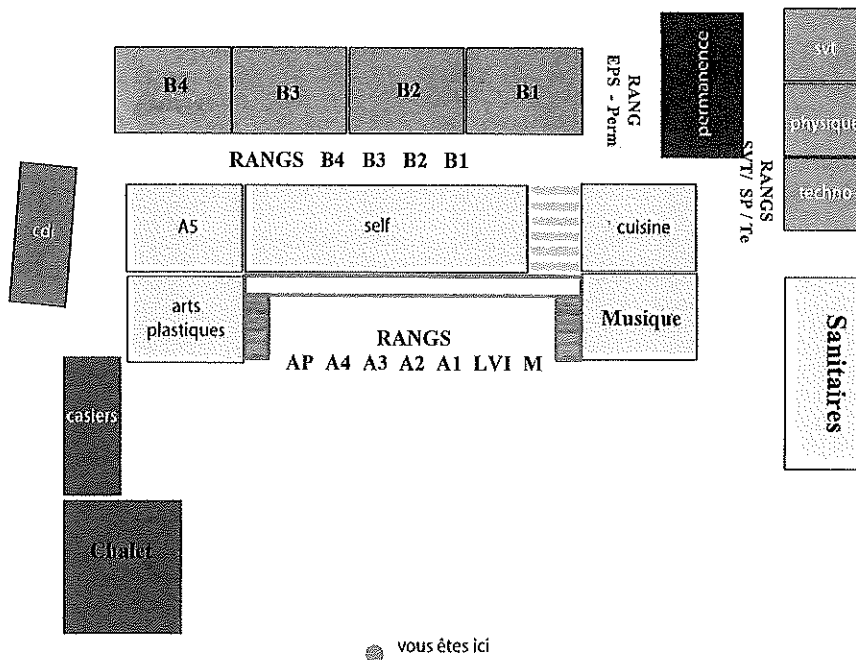 B4
B3
B2
B1
RANG
EPS - Perm
permanence
svt
physique
techno
RANGS B4 B3 B2 B1
RANGS
SVT/ SP / Te
cdi
A5
self
cuisine
arts
plastiques
Musique
RANGS
AP A4 A3 A2 A1 LVI M
Sanitaires
casiers
Chalet
vous êtes ici